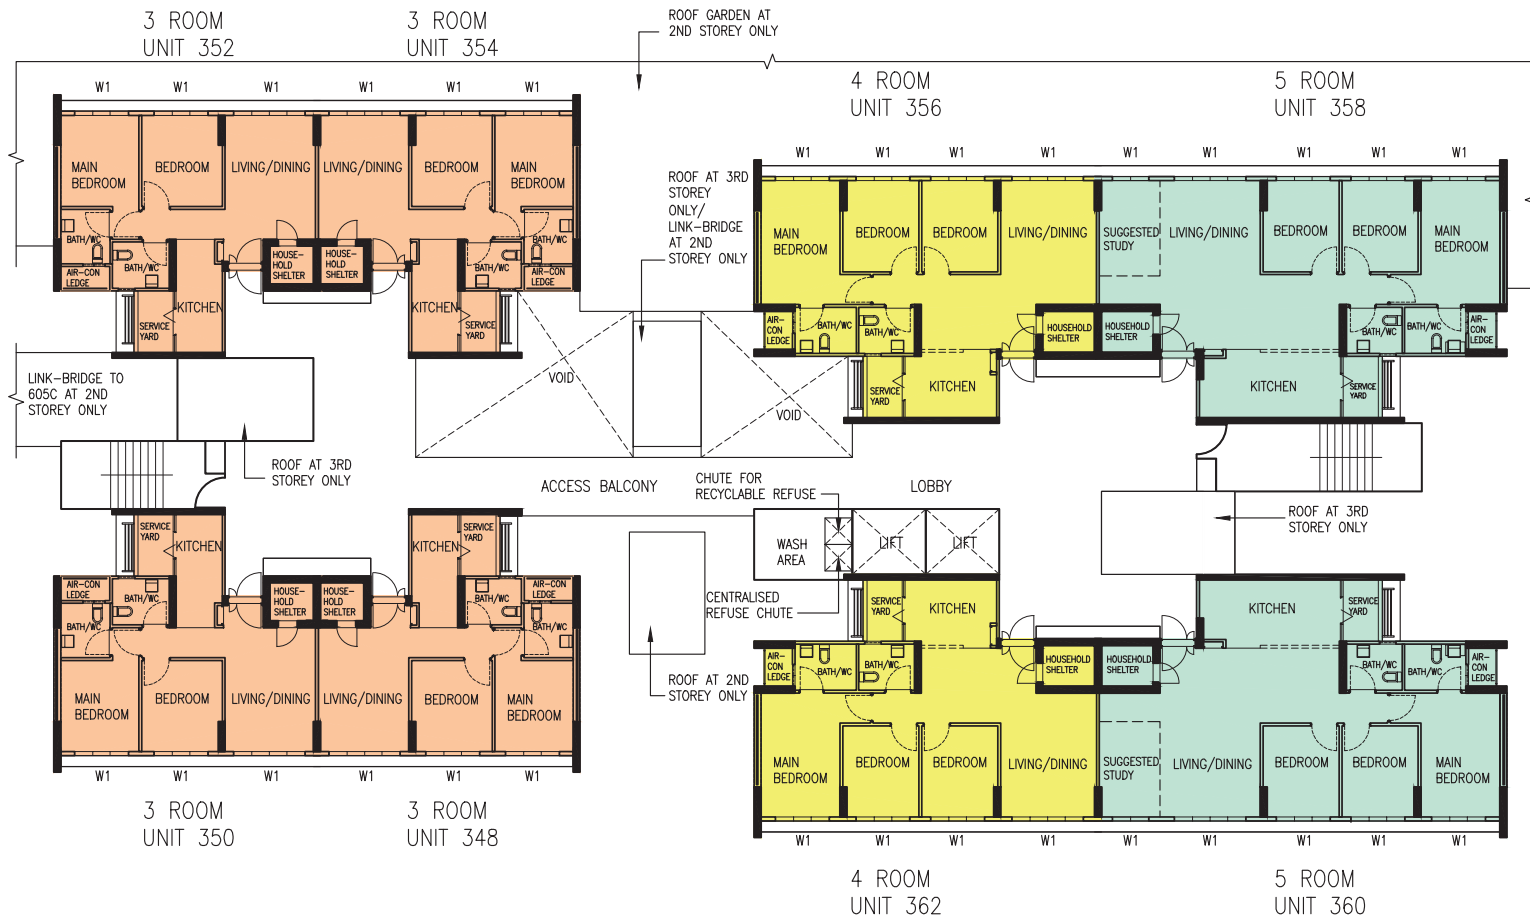 3 ROOM
UNIT 352
3 ROOM
UNIT 354
ROOF GARDEN AT
2ND STOREY ONLY
4 ROOM
UNIT 356
5 ROOM
UNIT 358
W1 W1 W1 W1 W1 W1
MAIN
BEDROOM
BEDROOM
LIVING/DINING
LIVING/DINING
BEDROOM
MAIN
BEDROOM
BATH/WC
BATH/WC
AIR-CON
LEDGE
HOUSE-
HOLD
SHELTER
HOUSE-
HOLD
SHELTER
BATH/WC
BATH/WC
AIR-CON
LEDGE
KITCHEN
SERVICE
YARD
KITCHEN
SERVICE
YARD
ROOF AT 3RD
STOREY
ONLY/
LINK-BRIDGE
AT 2ND
STOREY ONLY
W1 W1 W1 W1 W1 W1 W1 W1 W1
MAIN
BEDROOM
BEDROOM
BEDROOM
LIVING/DINING
SUGGESTED
STUDY
LIVING/DINING
BEDROOM
BEDROOM
MAIN
BEDROOM
AIR-
CON
LEDGE
BATH/WC
BATH/WC
HOUSEHOLD
SHELTER
HOUSEHOLD
SHELTER
BATH/WC
BATH/WC
AIR-
CON
LEDGE
SERVICE
YARD
KITCHEN
KITCHEN
SERVICE
YARD
LINK-BRIDGE TO
605C AT 2ND
STOREY ONLY
VOID
VOID
ROOF AT 3RD
STOREY ONLY
ACCESS BALCONY
CHUTE FOR
RECYCLABLE REFUSE
LOBBY
WASH
AREA
LIFT
LIFT
ROOF AT 3RD
STOREY ONLY
CENTRALISED
REFUSE CHUTE
ROOF AT 2ND
STOREY ONLY
SERVICE
YARD
KITCHEN
KITCHEN
SERVICE
YARD
AIR-CON
LEDGE
BATH/WC
BATH/WC
HOUSE-
HOLD
SHELTER
HOUSE-
HOLD
SHELTER
BATH/WC
AIR-CON
LEDGE
BATH/WC
MAIN
BEDROOM
BEDROOM
LIVING/DINING
LIVING/DINING
BEDROOM
MAIN
BEDROOM
W1 W1 W1 W1 W1 W1
SERVICE
YARD
KITCHEN
KITCHEN
SERVICE
YARD
AIR-
CON
LEDGE
BATH/WC
BATH/WC
HOUSEHOLD
SHELTER
HOUSEHOLD
SHELTER
BATH/WC
BATH/WC
AIR-
CON
LEDGE
MAIN
BEDROOM
BEDROOM
BEDROOM
LIVING/DINING
SUGGESTED
STUDY
LIVING/DINING
BEDROOM
BEDROOM
MAIN
BEDROOM
W1 W1 W1 W1 W1 W1 W1 W1 W1
3 ROOM
UNIT 350
3 ROOM
UNIT 348
4 ROOM
UNIT 362
5 ROOM
UNIT 360